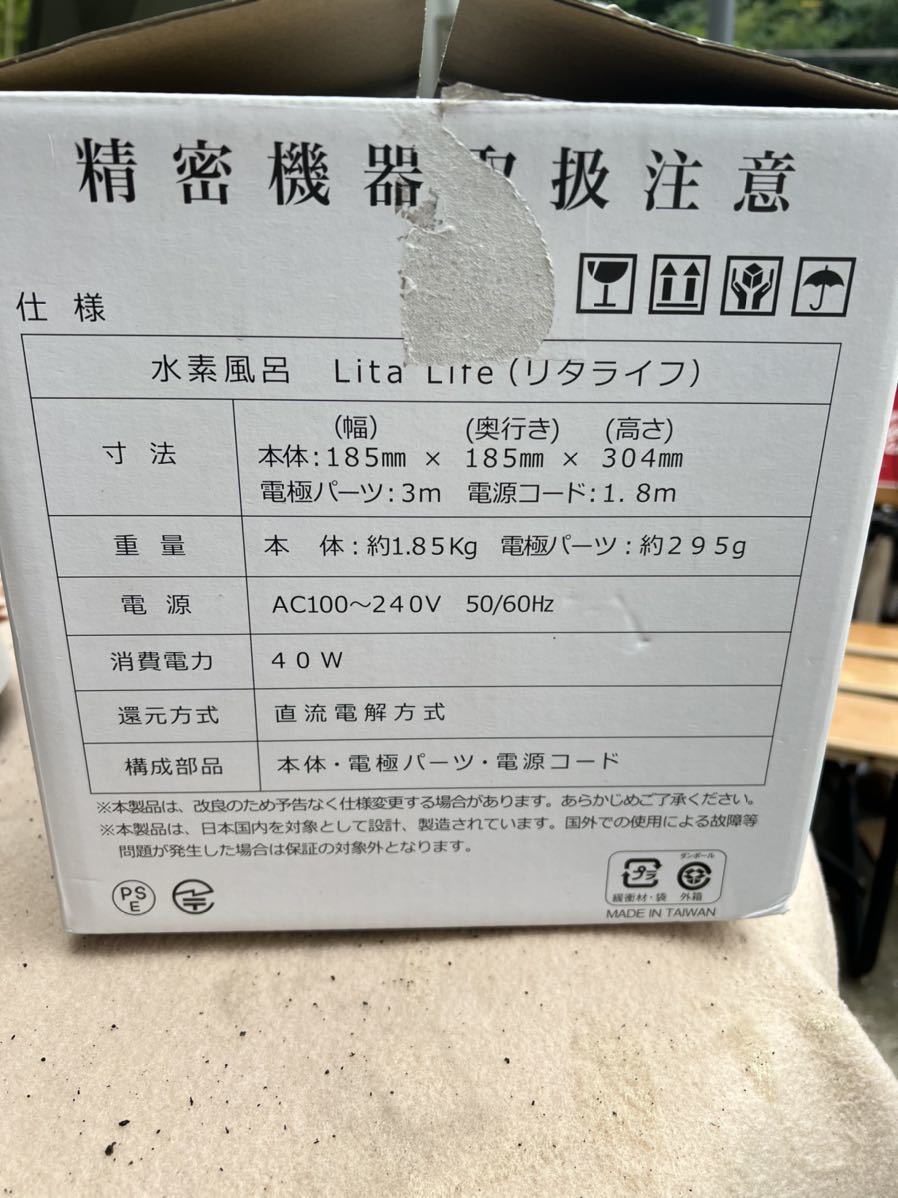 精密機器取扱注意
仕様
水素風呂 Lita Life（リタライフ）
寸法 (幅) (奥行き) (高さ)
本体：185㎜ × 185㎜ × 304㎜
電極パーツ：3m 電源コード：1.8m
重量 本体：約1.85Kg 電極パーツ：約295g
電源 AC100～240V 50/60Hz
消費電力 40W
還元方式 直流電解方式
構成部品 本体・電極パーツ・電源コード
※本製品は、改良のため予告なく仕様変更する場合があります。あらかじめご了承ください。
※本製品は、日本国内を対象として設計、製造されています。国外での使用による故障等
問題が発生した場合は保証の対象外となります。
PSE
プラ ダンボール
緩衝材・袋 外箱
MADE IN TAIWAN